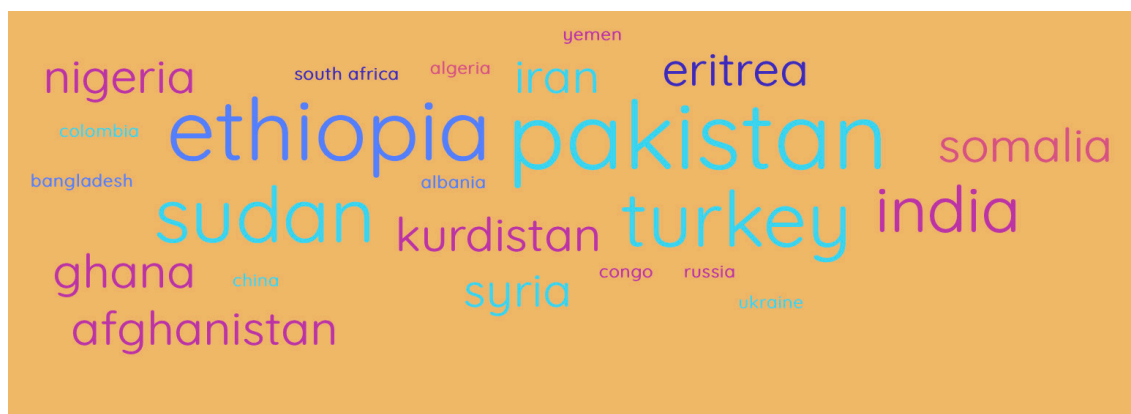 yemen
nigeria south africa algeria iran eritrea
colombia ethiopia pakistan somalia
bangladesh albania
sudan kurdistan turkey india
ghana china syria congo russia
ukraine
afghanistan